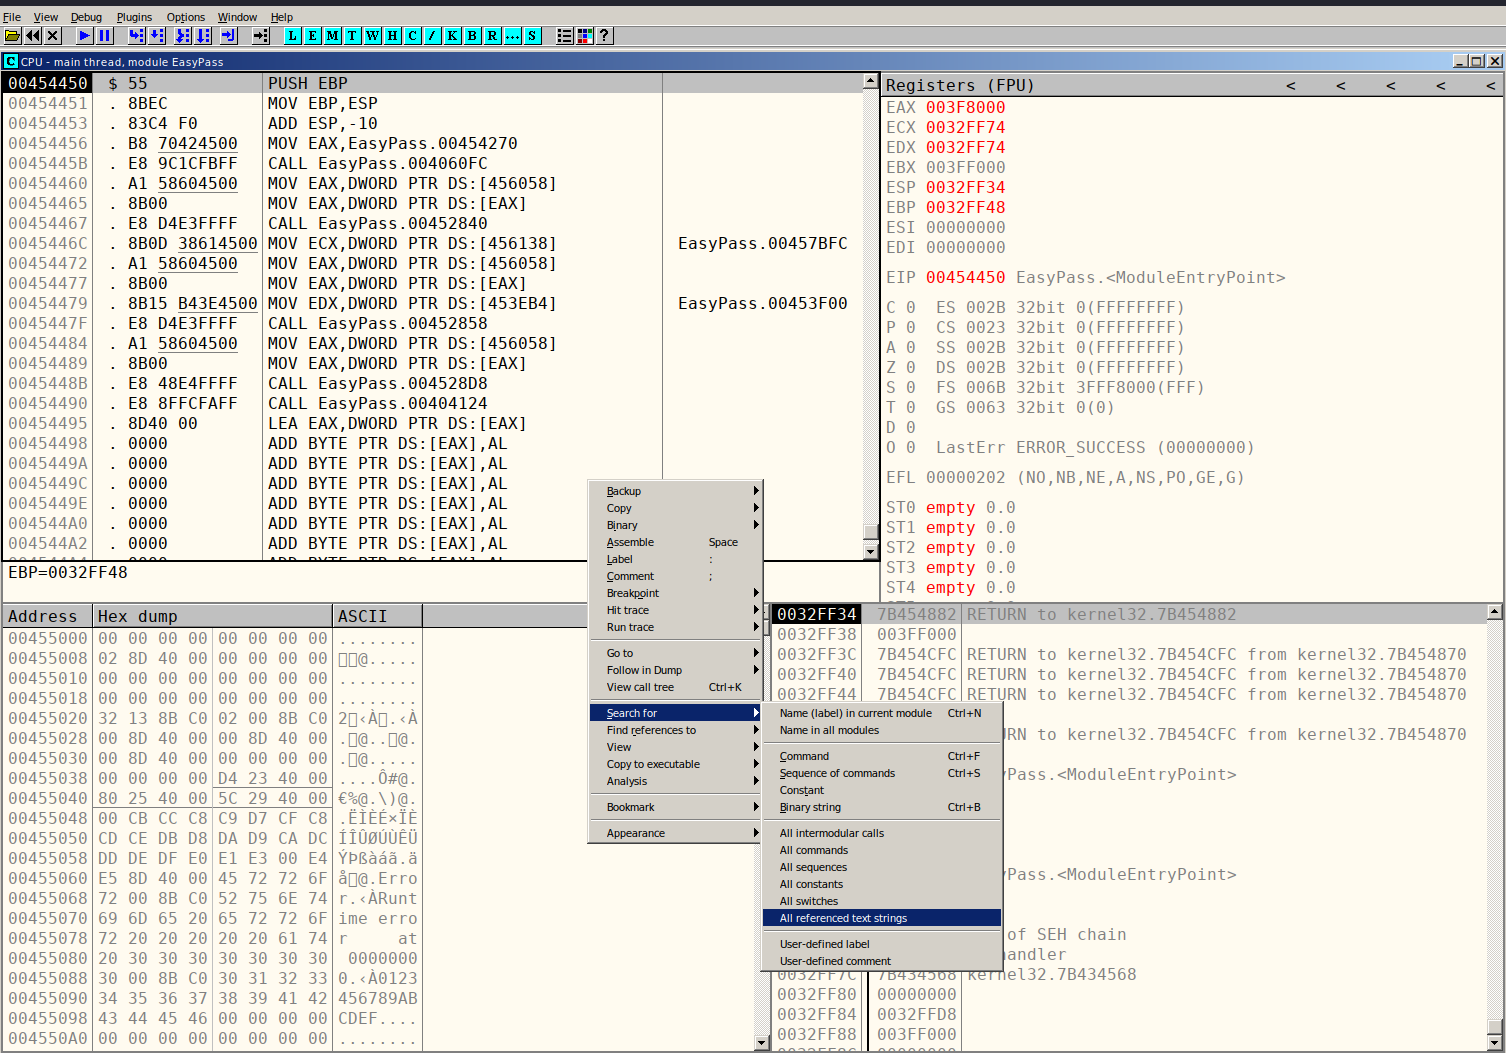 File View Debug Plugins Options Window Help
L E M T W H C / K B R ... S ?
C CPU - main thread, module EasyPass
00454450 $ 55 PUSH EBP
00454451 . 8BEC MOV EBP,ESP
00454453 . 83C4 F0 ADD ESP,-10
00454456 . B8 70424500 MOV EAX,EasyPass.00454270
0045445B . E8 9C1CFBFF CALL EasyPass.004060FC
00454460 . A1 58604500 MOV EAX,DWORD PTR DS:[456058]
00454465 . 8B00 MOV EAX,DWORD PTR DS:[EAX]
00454467 . E8 D4E3FFFF CALL EasyPass.00452840
0045446C . 8B0D 38614500 MOV ECX,DWORD PTR DS:[456138] EasyPass.00457BFC
00454472 . A1 58604500 MOV EAX,DWORD PTR DS:[456058]
00454477 . 8B00 MOV EAX,DWORD PTR DS:[EAX]
00454479 . 8B15 B43E4500 MOV EDX,DWORD PTR DS:[453EB4] EasyPass.00453F00
0045447F . E8 D4E3FFFF CALL EasyPass.00452858
00454484 . A1 58604500 MOV EAX,DWORD PTR DS:[456058]
00454489 . 8B00 MOV EAX,DWORD PTR DS:[EAX]
0045448B . E8 48E4FFFF CALL EasyPass.004528D8
00454490 . E8 8FFCFAFF CALL EasyPass.00404124
00454495 . 8D40 00 LEA EAX,DWORD PTR DS:[EAX]
00454498 . 0000 ADD BYTE PTR DS:[EAX],AL
0045449A . 0000 ADD BYTE PTR DS:[EAX],AL
0045449C . 0000 ADD BYTE PTR DS:[EAX],AL
0045449E . 0000 ADD BYTE PTR DS:[EAX],AL
004544A0 . 0000 ADD BYTE PTR DS:[EAX],AL
004544A2 . 0000 ADD BYTE PTR DS:[EAX],AL
EBP=0032FF48
Registers (FPU) < < < < <
EAX 003F8000
ECX 0032FF74
EDX 0032FF74
EBX 003FF000
ESP 0032FF34
EBP 0032FF48
ESI 00000000
EDI 00000000
EIP 00454450 EasyPass.<ModuleEntryPoint>
C 0 ES 002B 32bit 0(FFFFFFFF)
P 0 CS 0023 32bit 0(FFFFFFFF)
A 0 SS 002B 32bit 0(FFFFFFFF)
Z 0 DS 002B 32bit 0(FFFFFFFF)
S 0 FS 006B 32bit 3FFF8000(FFF)
T 0 GS 0063 32bit 0(0)
D 0
O 0 LastErr ERROR_SUCCESS (00000000)
EFL 00000202 (NO,NB,NE,A,NS,PO,GE,G)
ST0 empty 0.0
ST1 empty 0.0
ST2 empty 0.0
ST3 empty 0.0
ST4 empty 0.0
Address Hex dump ASCII
00455000 00 00 00 00 00 00 00 00 ........
00455008 02 8D 40 00 00 00 00 00 @.....
00455010 00 00 00 00 00 00 00 00 ........
00455018 00 00 00 00 00 00 00 00 ........
00455020 32 13 8B C0 02 00 8B C0 2‹À.‹À
00455028 00 8D 40 00 00 8D 40 00 .@..@.
00455030 00 8D 40 00 00 00 00 00 .@.....
00455038 00 00 00 00 D4 23 40 00 ....Ô#@.
00455040 80 25 40 00 5C 29 40 00 €%@.\)@.
00455048 00 CB CC C8 C9 D7 CF C8 .ËÌÈÉ×ÏÈ
00455050 CD CE DB D8 DA D9 CA DC ÍÎÛØÚÙÊÜ
00455058 DD DE DF E0 E1 E3 00 E4 ÝÞßàáã.ä
00455060 E5 8D 40 00 45 72 72 6F å@.Erro
00455068 72 00 8B C0 52 75 6E 74 r.‹ÀRunt
00455070 69 6D 65 20 65 72 72 6F ime erro
00455078 72 20 20 20 20 20 61 74 r     at
00455080 20 30 30 30 30 30 30 30 0000000
00455088 30 00 8B C0 30 31 32 33 0.‹À0123
00455090 34 35 36 37 38 39 41 42 456789AB
00455098 43 44 45 46 00 00 00 00 CDEF....
004550A0 00 00 00 00 00 00 00 00 ........
Backup
Copy
Binary
Assemble Space
Label :
Comment ;
Breakpoint
Hit trace
Run trace
Go to
Follow in Dump
View call tree Ctrl+K
Search for
Find references to
View
Copy to executable
Analysis
Bookmark
Appearance
Name (label) in current module Ctrl+N
Name in all modules
Command Ctrl+F
Sequence of commands Ctrl+S
Constant
Binary string Ctrl+B
All intermodular calls
All commands
All sequences
All constants
All switches
All referenced text strings
User-defined label
User-defined comment
0032FF34 7B454882 RETURN to kernel32.7B454882
0032FF38 003FF000
0032FF3C 7B454CFC RETURN to kernel32.7B454CFC from kernel32.7B454870
0032FF40 7B454CFC RETURN to kernel32.7B454CFC from kernel32.7B454870
0032FF44 7B454CFC RETURN to kernel32.7B454CFC from kernel32.7B454870
RN to kernel32.7B454CFC from kernel32.7B454870
yPass.<ModuleEntryPoint>
yPass.<ModuleEntryPoint>
of SEH chain
handler
0032FF7C 7B434568 kernel32.7B434568
0032FF80 00000000
0032FF84 0032FFD8
0032FF88 003FF000